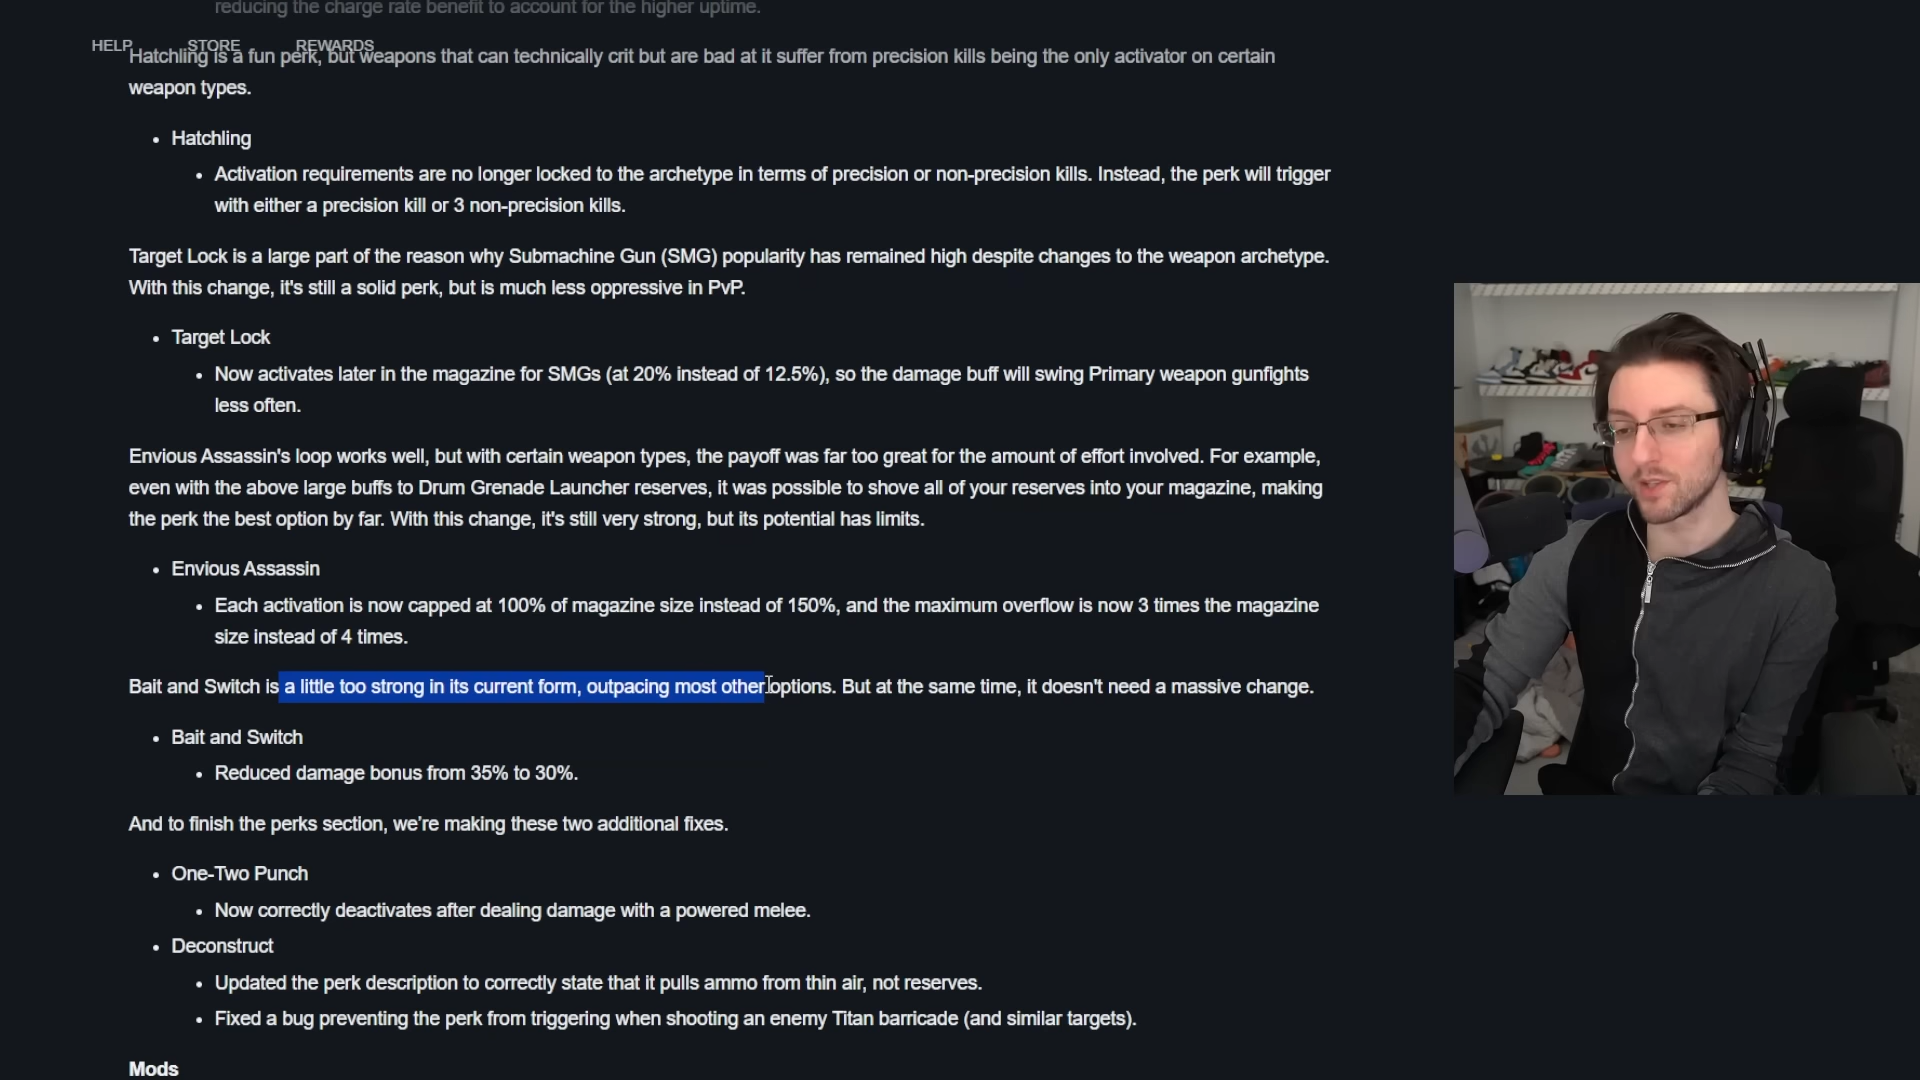 reducing the charge rate benefit to account for the higher uptime.
HELP STORE REWARDS
Hatchling is a fun perk, but weapons that can technically crit but are bad at it suffer from precision kills being the only activator on certain
weapon types.
• Hatchling
• Activation requirements are no longer locked to the archetype in terms of precision or non-precision kills. Instead, the perk will trigger
with either a precision kill or 3 non-precision kills.
Target Lock is a large part of the reason why Submachine Gun (SMG) popularity has remained high despite changes to the weapon archetype.
With this change, it's still a solid perk, but is much less oppressive in PvP.
• Target Lock
• Now activates later in the magazine for SMGs (at 20% instead of 12.5%), so the damage buff will swing Primary weapon gunfights
less often.
Envious Assassin's loop works well, but with certain weapon types, the payoff was far too great for the amount of effort involved. For example,
even with the above large buffs to Drum Grenade Launcher reserves, it was possible to shove all of your reserves into your magazine, making
the perk the best option by far. With this change, it's still very strong, but its potential has limits.
• Envious Assassin
• Each activation is now capped at 100% of magazine size instead of 150%, and the maximum overflow is now 3 times the magazine
size instead of 4 times.
Bait and Switch is a little too strong in its current form, outpacing most other options. But at the same time, it doesn't need a massive change.
• Bait and Switch
• Reduced damage bonus from 35% to 30%.
And to finish the perks section, we're making these two additional fixes.
• One-Two Punch
• Now correctly deactivates after dealing damage with a powered melee.
• Deconstruct
• Updated the perk description to correctly state that it pulls ammo from thin air, not reserves.
• Fixed a bug preventing the perk from triggering when shooting an enemy Titan barricade (and similar targets).
Mods